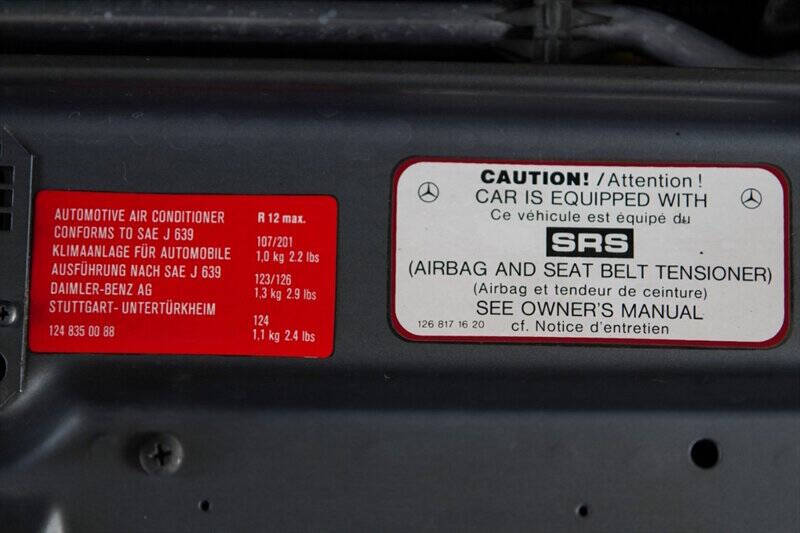 AUTOMOTIVE AIR CONDITIONER
CONFORMS TO SAE J 639
KLIMAANLAGE FÜR AUTOMOBILE
AUSFÜHRUNG NACH SAE J 639
DAIMLER-BENZ AG
STUTTGART- UNTERTÜRKHEIM
124 835 00 88
R 12 max.
107/201
1,0 kg 2.2 lbs
123/126
1,3 kg 2.9 lbs
124
1,1 kg 2.4 lbs
CAUTION! /Attention !
CAR IS EQUIPPED WITH
Ce véhicule est équipé du
SRS
(AIRBAG AND SEAT BELT TENSIONER)
(Airbag et tendeur de ceinture)
SEE OWNER'S MANUAL
126 817 16 20 cf. Notice d'entretien